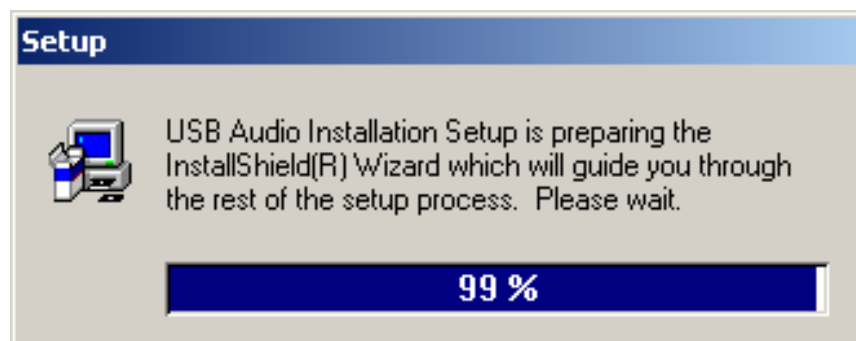 Setup
USB Audio Installation Setup is preparing the
InstallShield(R) Wizard which will guide you through
the rest of the setup process.  Please wait.
99 %